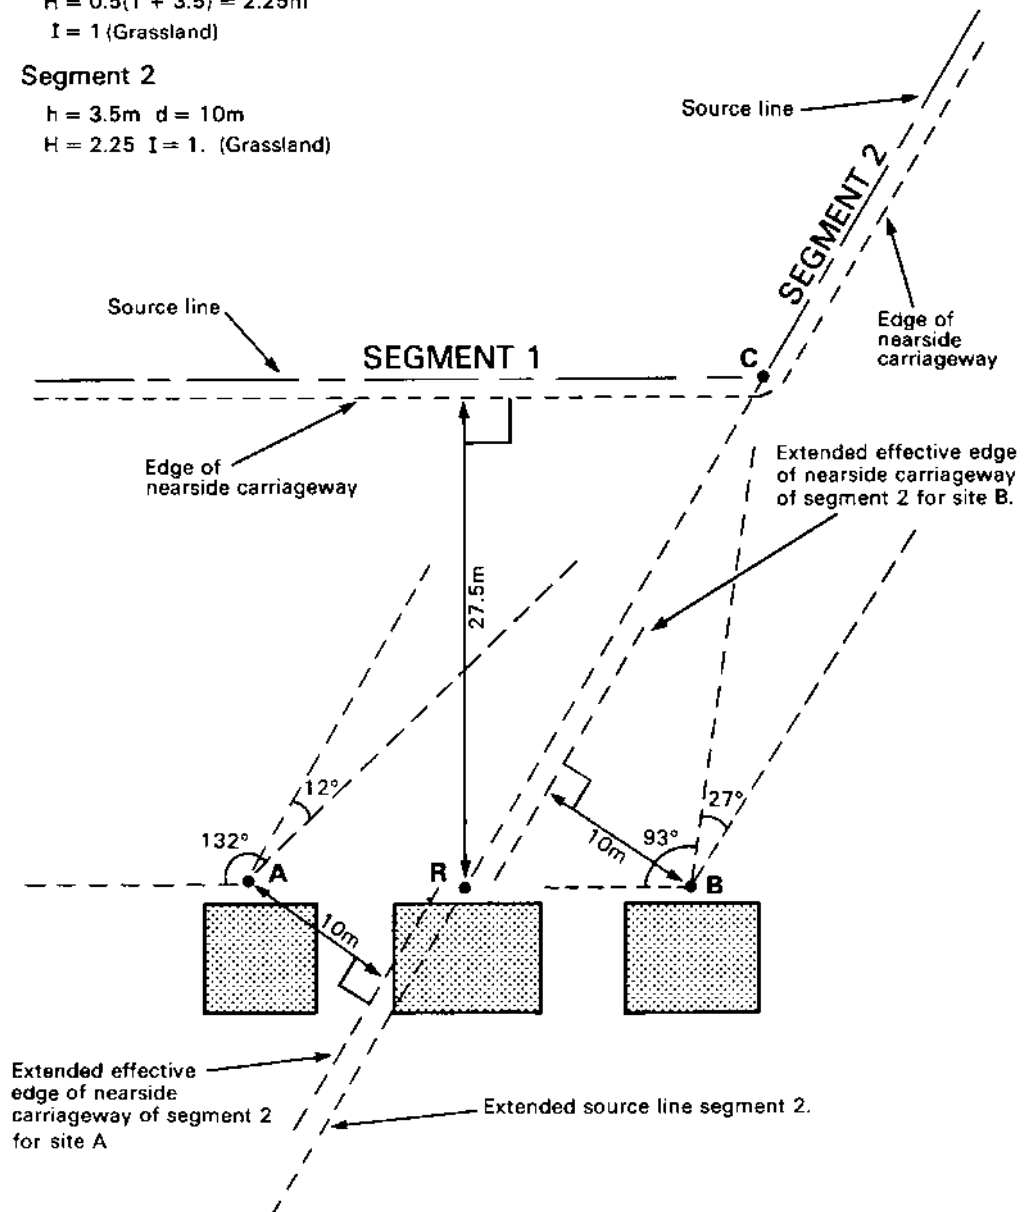 H = 0.5(1 + 3.5) = 2.25m
I = 1 (Grassland)
Segment 2
h = 3.5m d = 10m
H = 2.25 I = 1. (Grassland)
Source line
SEGMENT 2
Edge of
nearside
carriageway
Source line
SEGMENT 1
C
Edge of
nearside carriageway
Extended effective edge
of nearside carriageway
of segment 2 for site B.
27.5m
12°
132°
A
R
10m
93°
27°
B
10m
Extended effective
edge of nearside
carriageway of segment 2
for site A
Extended source line segment 2.